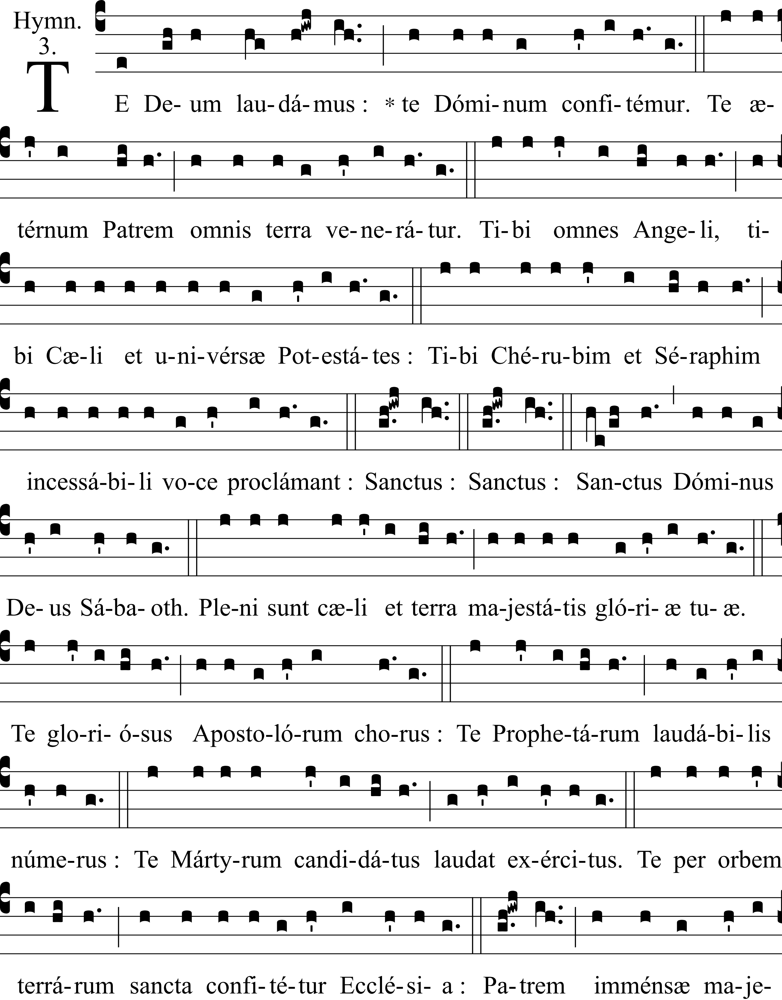 Hymn.
3.
TE De- um lau-dá-mus : * te Dómi-num confi-témur. Te æ-
térnum Patrem omnis terra ve-ne-rá-tur. Ti-bi omnes Ange-li, ti-
bi Cæ-li et u-ni-vérsæ Pot-está-tes : Ti-bi Ché-ru-bim et Sé-raphim
incessá-bi-li vo-ce proclámant : Sanctus : Sanctus : San-ctus Dómi-nus
De- us Sá-ba- oth. Ple-ni sunt cæ-li et terra ma-jestá-tis gló-ri- æ tu- æ.
Te glo-ri- ó-sus Aposto-ló-rum cho-rus : Te Prophe-tá-rum laudá-bi-lis
núme-rus : Te Márty-rum candi-dá-tus laudat ex-érci-tus. Te per orbem
terrá-rum sancta confi-té-tur Ecclé-si- a : Pa-trem imménsæ ma-je-